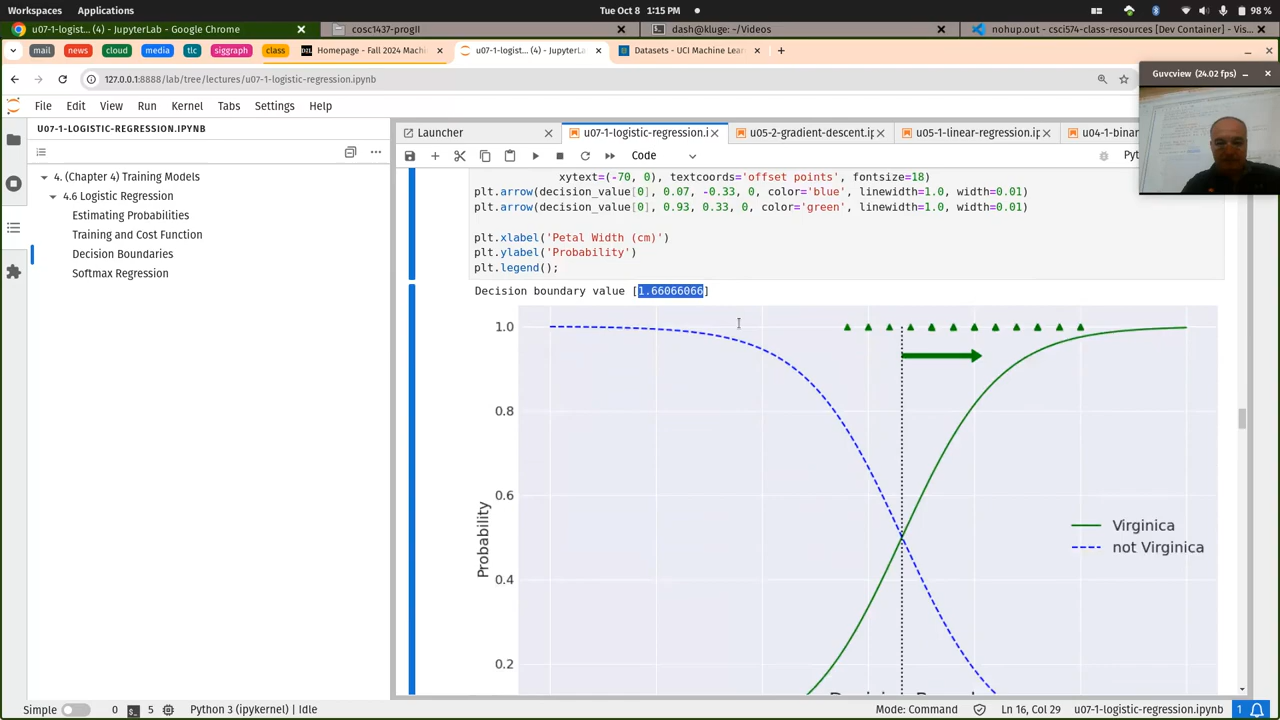 Workspaces Applications Tue Oct 8 1:15 PM 98 %
u07-1-logist... (4) - JupyterLab - Google Chrome cosc1437-progII dash@kluge:~/Videos nohup.out - csci574-class-resources [Dev Container] - Vis...
mail news cloud media tlc siggraph class Homepage - Fall 2024 Machi u07-1-logist... (4) - JupyterL Datasets - UCI Machine Lear
127.0.0.1:8888/lab/tree/lectures/u07-1-logistic-regression.ipynb
Guvcview (24.02 fps)
File Edit View Run Kernel Tabs Settings Help
U07-1-LOGISTIC-REGRESSION.IPYNB
Launcher u07-1-logistic-regression.i u05-2-gradient-descent.ip u05-1-linear-regression.ip u04-1-binar
Code Pyt
4. (Chapter 4) Training Models
4.6 Logistic Regression
Estimating Probabilities
Training and Cost Function
Decision Boundaries
Softmax Regression
xytext=(-70, 0), textcoords='offset points', fontsize=18)
plt.arrow(decision_value[0], 0.07, -0.33, 0, color='blue', linewidth=1.0, width=0.01)
plt.arrow(decision_value[0], 0.93, 0.33, 0, color='green', linewidth=1.0, width=0.01)
plt.xlabel('Petal Width (cm)')
plt.ylabel('Probability')
plt.legend();
Decision boundary value [1.66066066]
1.0
0.8
0.6
0.4
0.2
Probability
Virginica
not Virginica
Simple 0 5 Python 3 (ipykernel) | Idle Mode: Command Ln 16, Col 29 u07-1-logistic-regression.ipynb 1